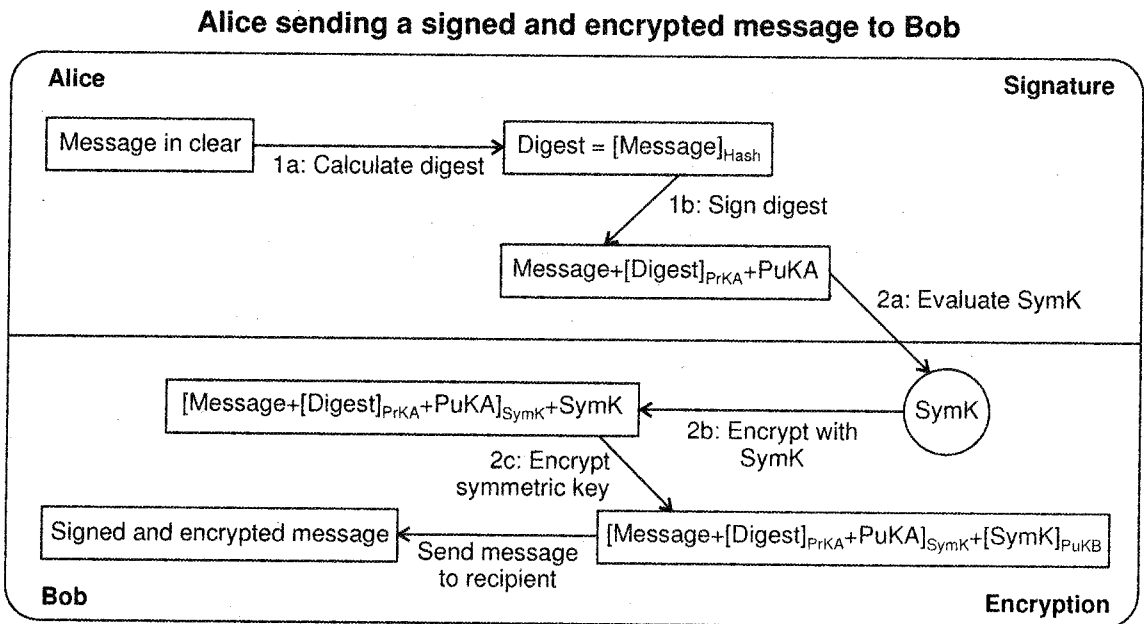 Alice sending a signed and encrypted message to Bob
Alice
Signature
Message in clear
1a: Calculate digest
Digest = [Message]Hash
1b: Sign digest
Message+[Digest]PrKA+PuKA
2a: Evaluate SymK
SymK
[Message+[Digest]PrKA+PuKA]SymK+SymK
2b: Encrypt with
SymK
2c: Encrypt
symmetric key
Signed and encrypted message
Send message
to recipient
[Message+[Digest]PrKA+PuKA]SymK+[SymK]PuKB
Bob
Encryption